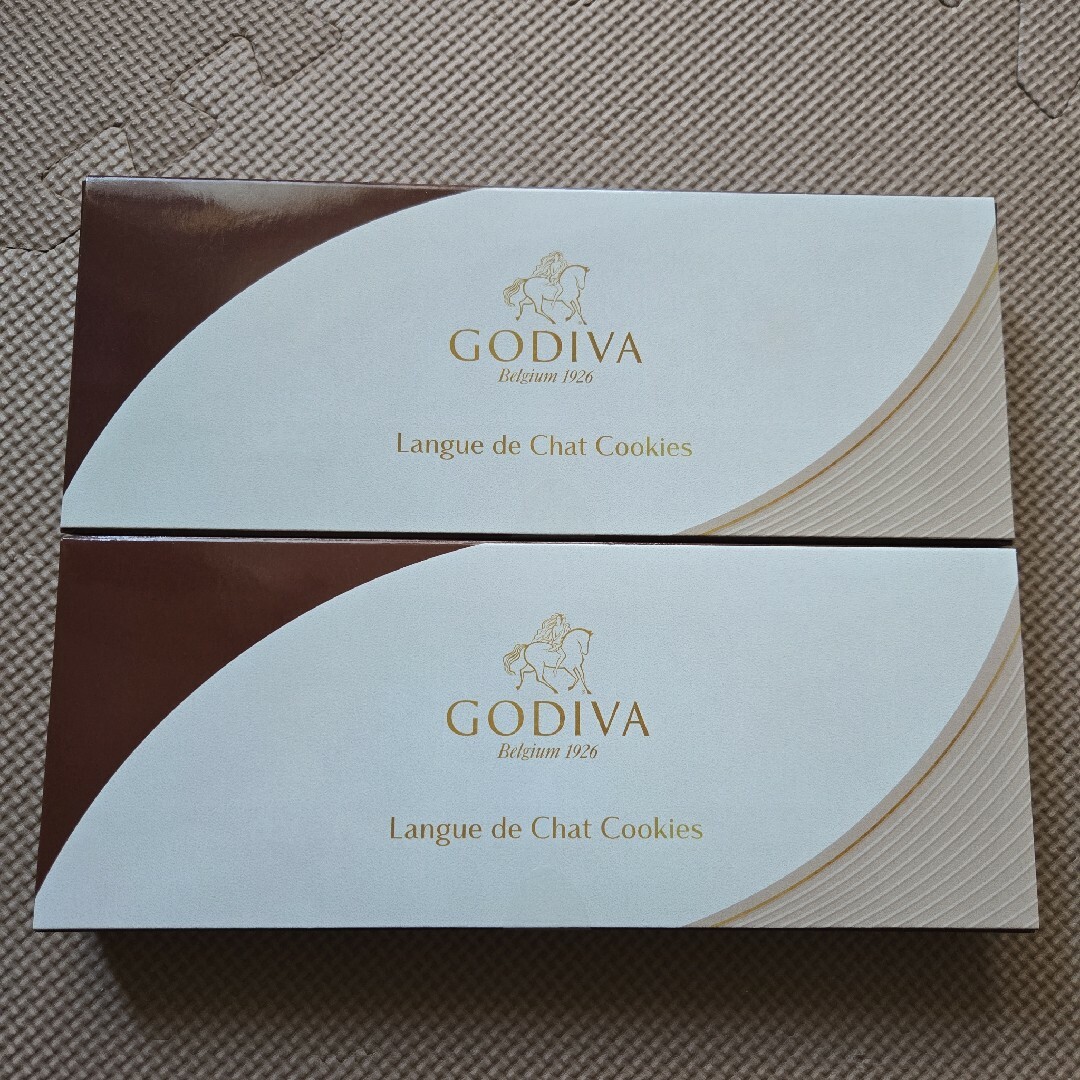 GODIVA
Belgium 1926
Langue de Chat Cookies
GODIVA
Belgium 1926
Langue de Chat Cookies